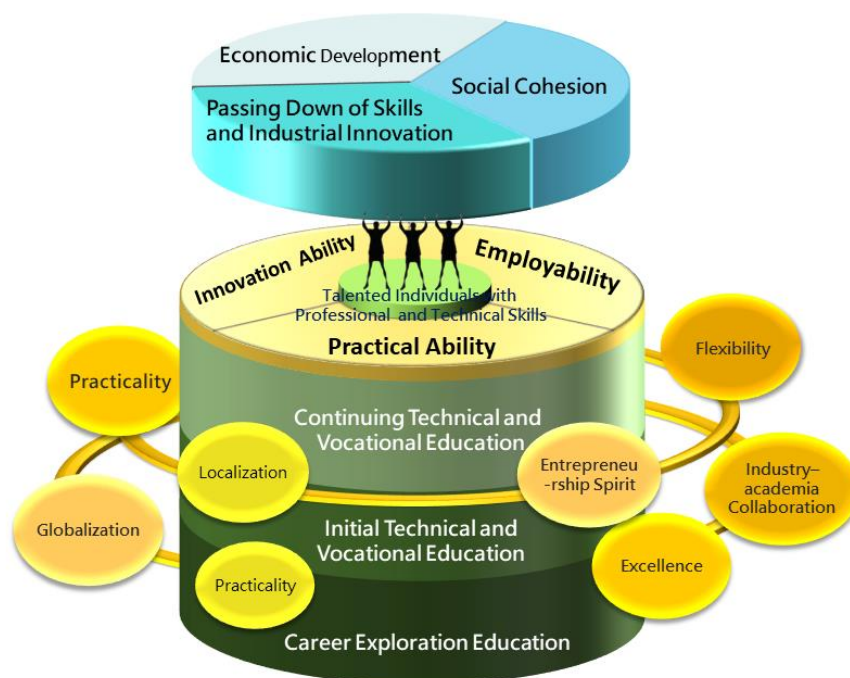 Economic Development
Social Cohesion
Passing Down of Skills
and Industrial Innovation
Innovation Ability
Employability
Talented Individuals with
Professional and Technical Skills
Practical Ability
Flexibility
Practicality
Continuing Technical and
Vocational Education
Localization
Entrepreneu
-rship Spirit
Industry–
academia
Collaboration
Globalization
Initial Technical and
Vocational Education
Excellence
Practicality
Career Exploration Education